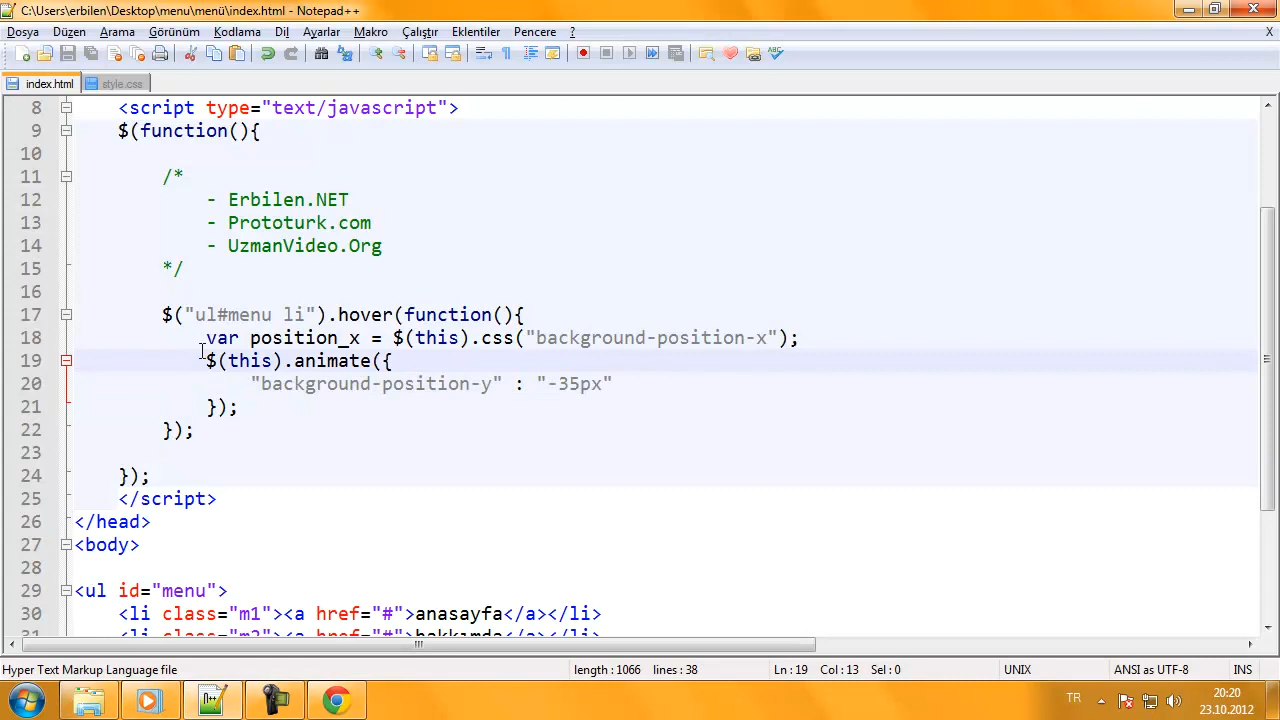 C:\Users\erbilen\Desktop\menu\menü\index.html - Notepad++
Dosya Düzen Arama Görünüm Kodlama Dil Ayarlar Makro Çalıştır Eklentiler Pencere ? X
index.html style.css
8 <script type="text/javascript">
9 $(function(){
10
11 /*
12 - Erbilen.NET
13 - Prototurk.com
14 - UzmanVideo.Org
15 */
16
17 $("ul#menu li").hover(function(){
18 var position_x = $(this).css("background-position-x");
19 $(this).animate({
20 "background-position-y" : "-35px"
21 });
22 });
23
24 });
25 </script>
26 </head>
27 <body>
28
29 <ul id="menu">
30 <li class="m1"><a href="#">anasayfa</a></li>
31 <li class="m2"><a href="#">hakkımda</a></li>
Hyper Text Markup Language file length : 1066 lines : 38 Ln : 19 Col : 13 Sel : 0 UNIX ANSI as UTF-8 INS
TR 20:20
23.10.2012